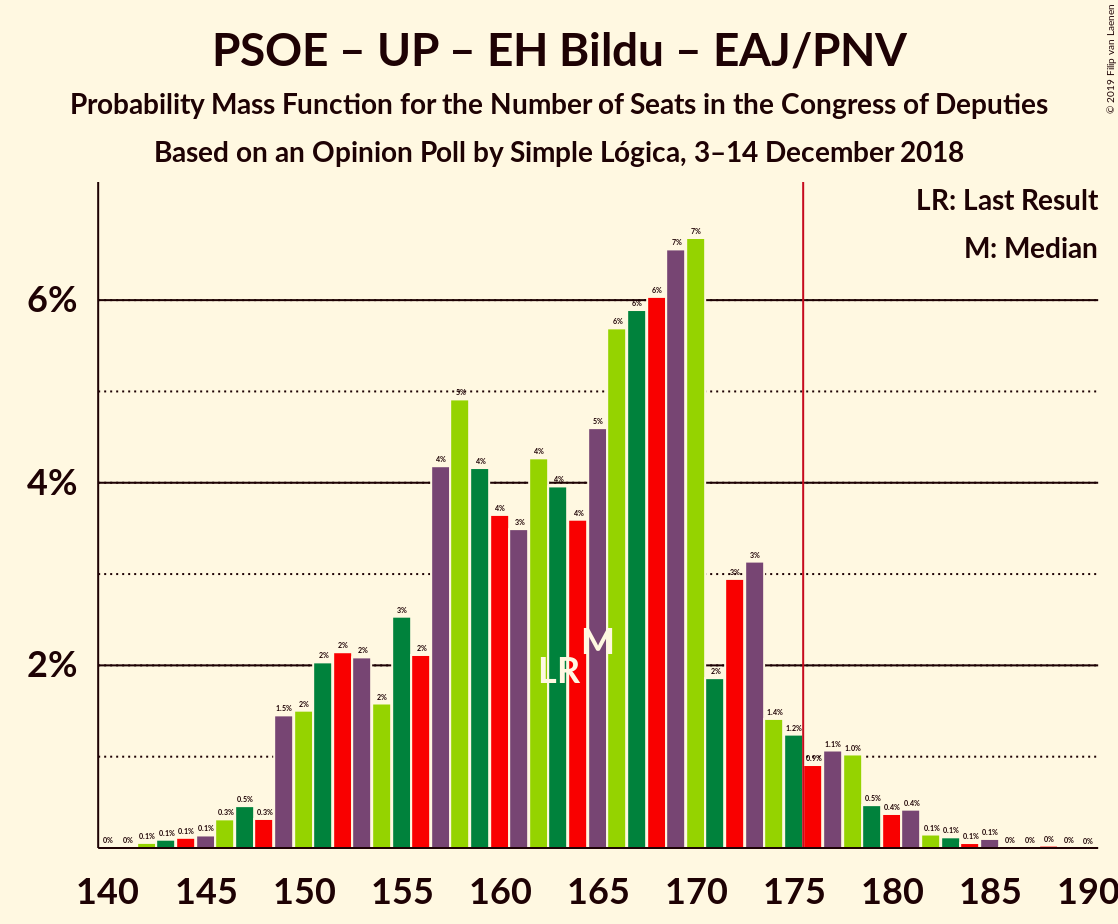 PSOE – UP – EH Bildu – EAJ/PNV
Probability Mass Function for the Number of Seats in the Congress of Deputies
Based on an Opinion Poll by Simple Lógica, 3–14 December 2018
© 2019 Filip van Laenen
LR: Last Result
M: Median
6%
4%
2%
0% 0% 0.1% 0.1% 0.1% 0.1% 0.3% 0.5% 0.3% 1.5% 2% 2% 2% 2% 2% 3% 2% 4% 5% 4% 4% 3% 4% 4% 4% 5% 6% 6% 6% 7% 7% 2% 3% 3% 1.4% 1.2% 0.9% 1.1% 1.0% 0.5% 0.4% 0.4% 0.1% 0.1% 0.1% 0.1% 0% 0% 0% 0% 0%
M
LR
140 145 150 155 160 165 170 175 180 185 190